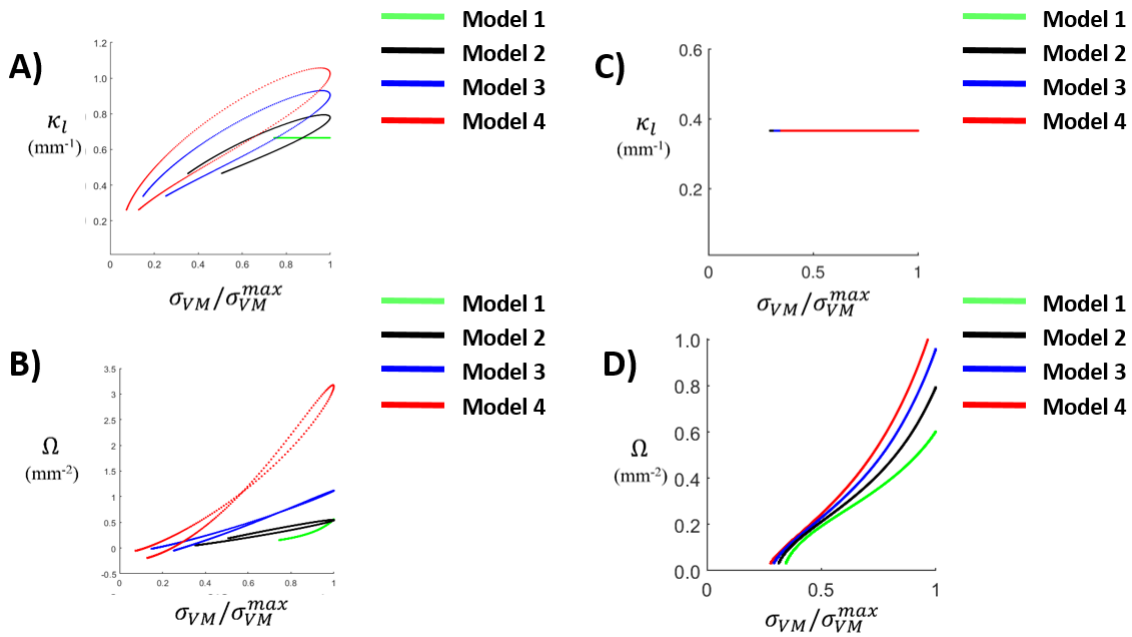 A)
κ_l
(mm⁻¹)
1.2
1.0
0.8
0.6
0.4
0.2
0
0.2
0.4
0.6
0.8
1
σ_VM/σ_VM^max
Model 1
Model 2
Model 3
Model 4
C)
κ_l
(mm⁻¹)
0.6
0.4
0.2
0
0.5
1
σ_VM/σ_VM^max
Model 1
Model 2
Model 3
Model 4
B)
Ω
(mm⁻²)
3.5
3
2.5
2
1.5
1
0.5
0
-0.5
0
0.2
0.4
0.6
0.8
1
σ_VM/σ_VM^max
Model 1
Model 2
Model 3
Model 4
D)
Ω
(mm⁻²)
1.0
0.8
0.6
0.4
0.2
0.0
0
0.5
1
σ_VM/σ_VM^max
Model 1
Model 2
Model 3
Model 4